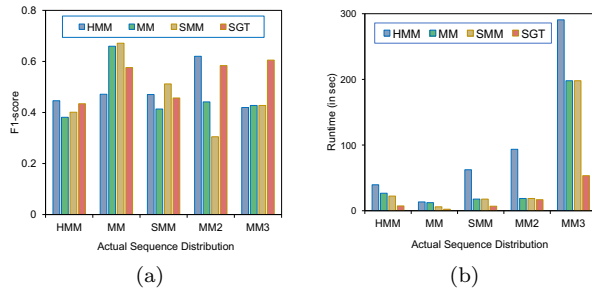 0.8
0.6
0.4
0.2
0
F1-score
HMM MM SMM SGT
HMM MM SMM MM2 MM3
Actual Sequence Distribution
(a)
300
200
100
0
Runtime (in sec)
HMM MM SMM SGT
HMM MM SMM MM2 MM3
Actual Sequence Distribution
(b)